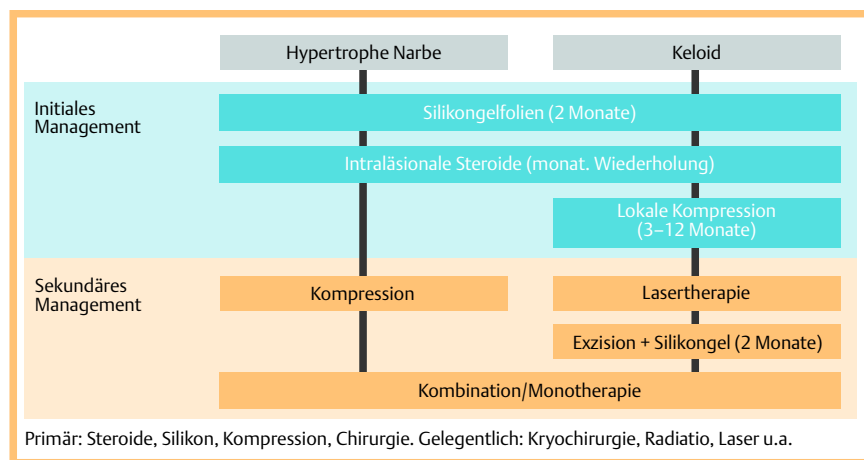 Hypertrophe Narbe
Keloid
Initiales
Management
Silikongelfolien (2 Monate)
Intraläsionale Steroide (monat. Wiederholung)
Lokale Kompression
(3–12 Monate)
Sekundäres
Management
Kompression
Lasertherapie
Exzision + Silikongel (2 Monate)
Kombination/Monotherapie
Primär: Steroide, Silikon, Kompression, Chirurgie. Gelegentlich: Kryochirurgie, Radiatio, Laser u.a.